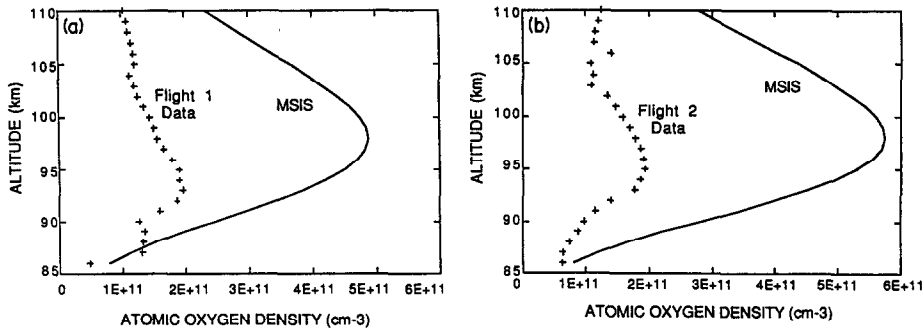 (a)
110
105
100
95
90
85
ALTITUDE (km)
Flight 1
Data
MSIS
0 1E+11 2E+11 3E+11 4E+11 5E+11 6E+11
ATOMIC OXYGEN DENSITY (cm-3)
(b)
110
105
100
95
90
85
ALTITUDE (km)
Flight 2
Data
MSIS
0 1E+11 2E+11 3E+11 4E+11 5E+11 6E+11
ATOMIC OXYGEN DENSITY (cm-3)